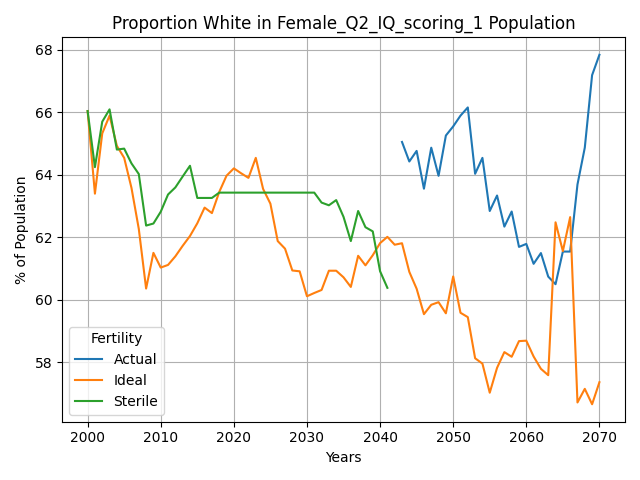 Proportion White in Female_Q2_IQ_scoring_1 Population
% of Population
68
66
64
62
60
58
Fertility
Actual
Ideal
Sterile
2000 2010 2020 2030 2040 2050 2060 2070
Years